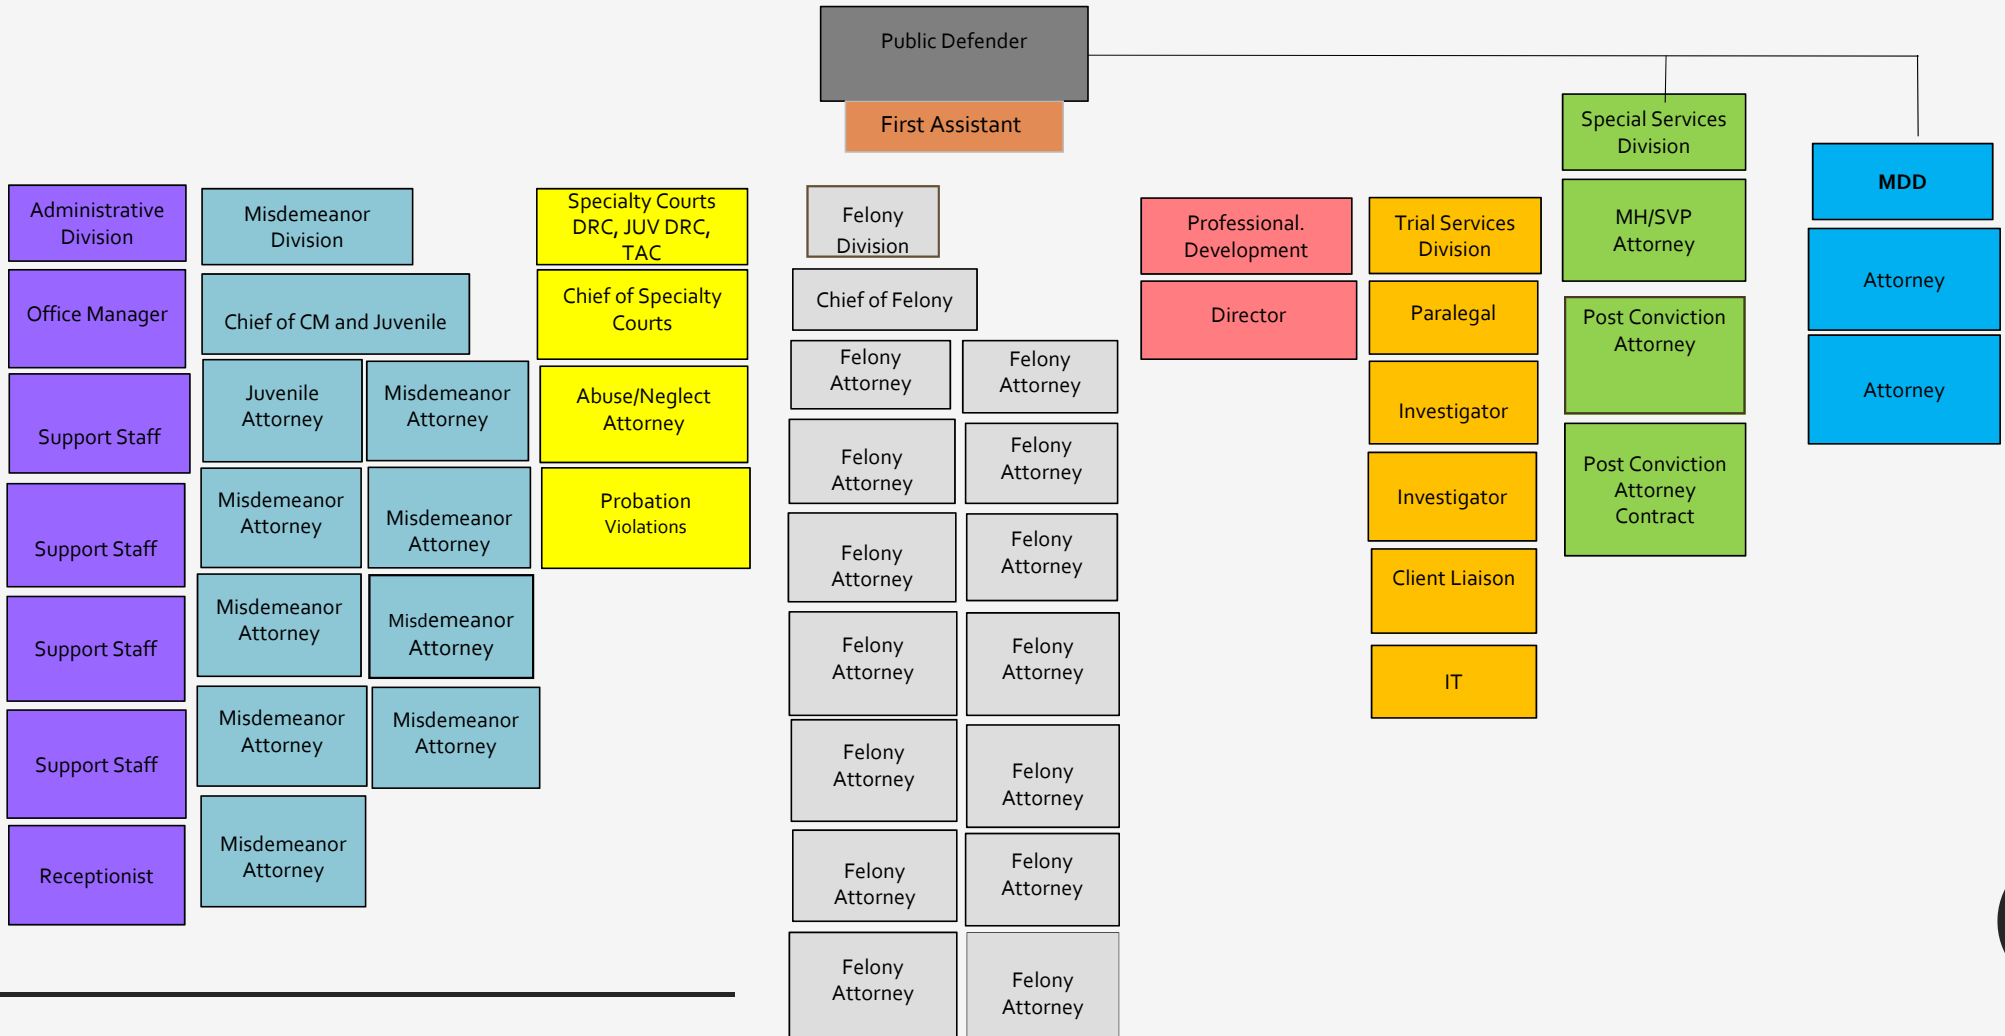 Public Defender
First Assistant
Administrative
Division
Office Manager
Support Staff
Support Staff
Support Staff
Support Staff
Receptionist
Misdemeanor
Division
Chief of CM and Juvenile
Juvenile
Attorney
Misdemeanor
Attorney
Misdemeanor
Attorney
Misdemeanor
Attorney
Misdemeanor
Attorney
Misdemeanor
Attorney
Misdemeanor
Attorney
Misdemeanor
Attorney
Misdemeanor
Attorney
Specialty Courts
DRC, JUV DRC,
TAC
Chief of Specialty
Courts
Abuse/Neglect
Attorney
Probation
Violations
Felony
Division
Chief of Felony
Felony
Attorney
Felony
Attorney
Felony
Attorney
Felony
Attorney
Felony
Attorney
Felony
Attorney
Felony
Attorney
Felony
Attorney
Felony
Attorney
Felony
Attorney
Felony
Attorney
Felony
Attorney
Felony
Attorney
Felony
Attorney
Professional.
Development
Director
Trial Services
Division
Paralegal
Investigator
Investigator
Client Liaison
IT
Special Services
Division
MH/SVP
Attorney
Post Conviction
Attorney
Post Conviction
Attorney
Contract
MDD
Attorney
Attorney